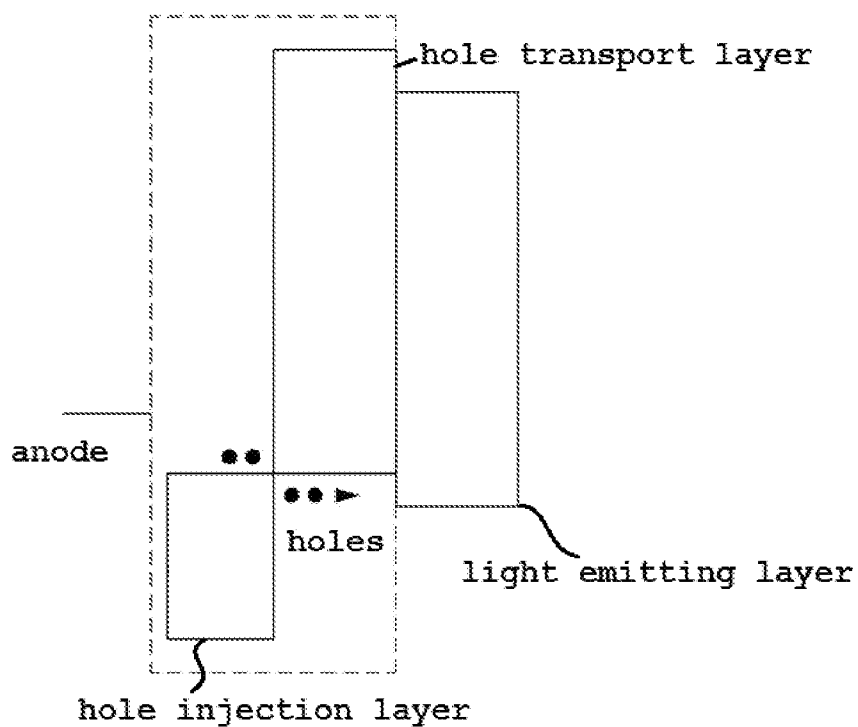 hole transport layer
anode
holes
light emitting layer
hole injection layer